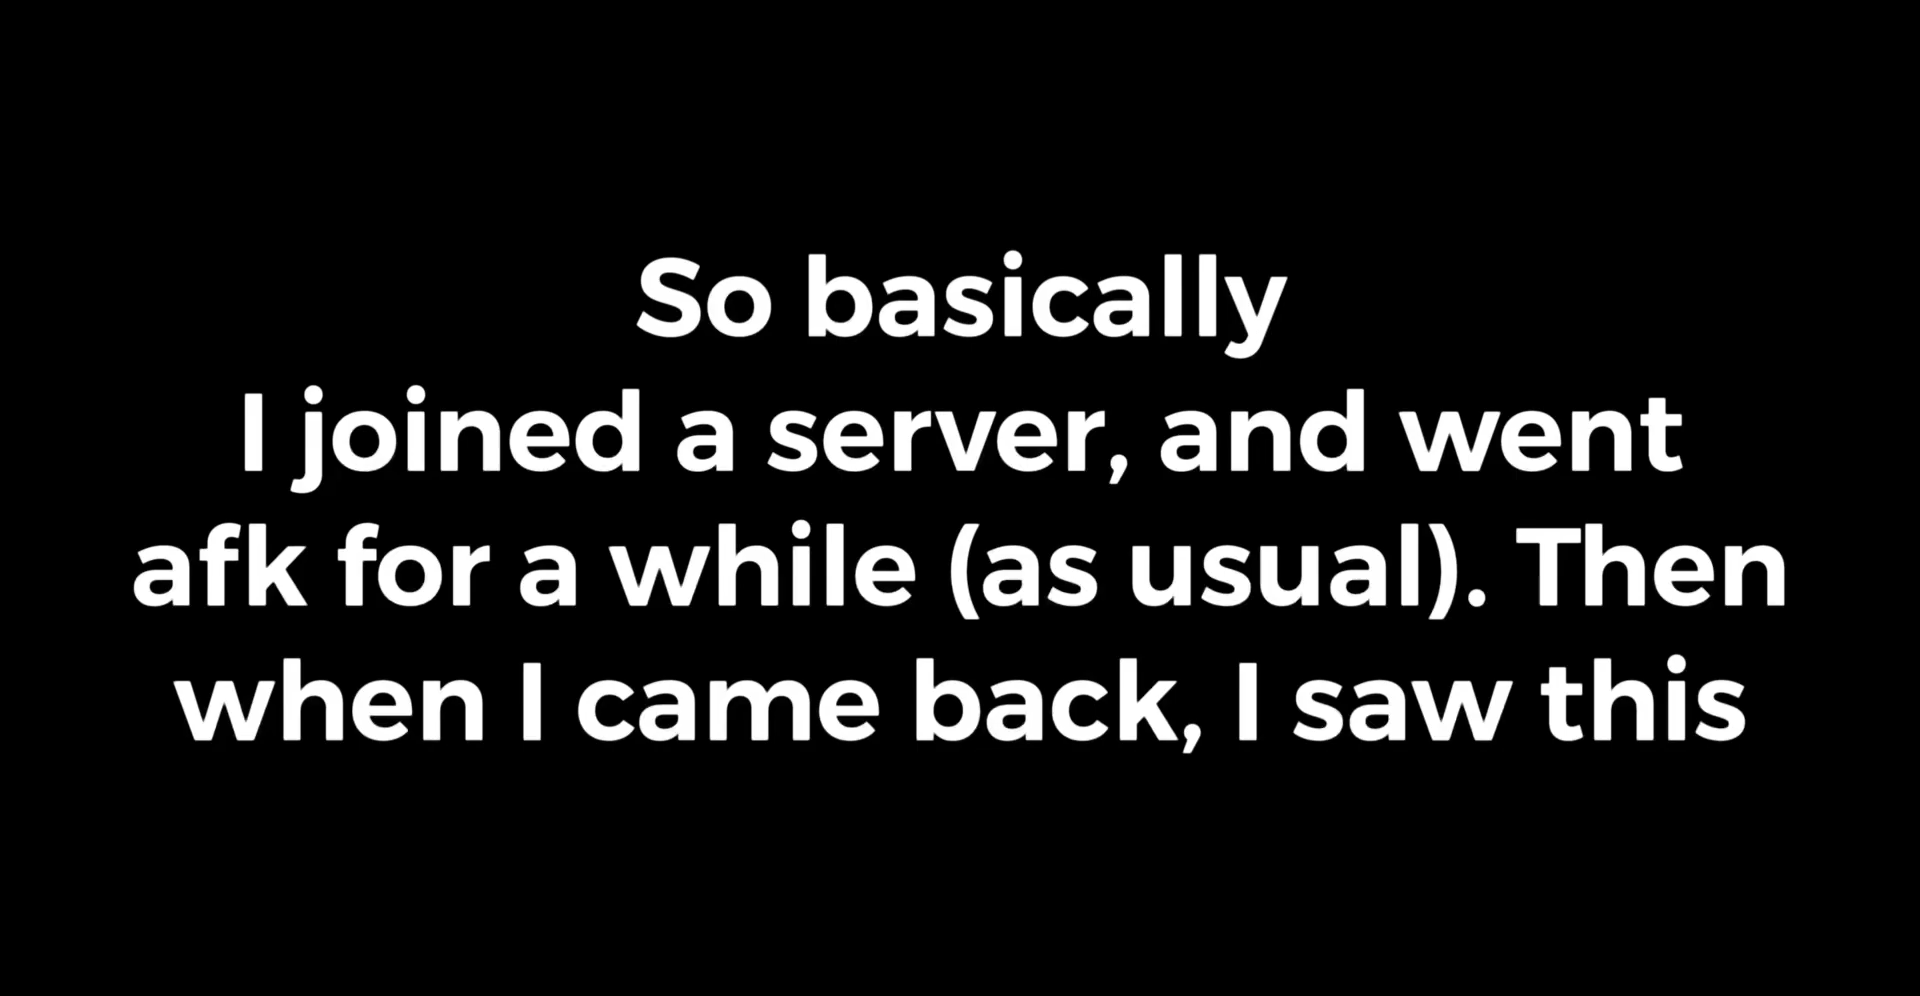 So basically
I joined a server, and went
afk for a while (as usual). Then
when I came back, I saw this